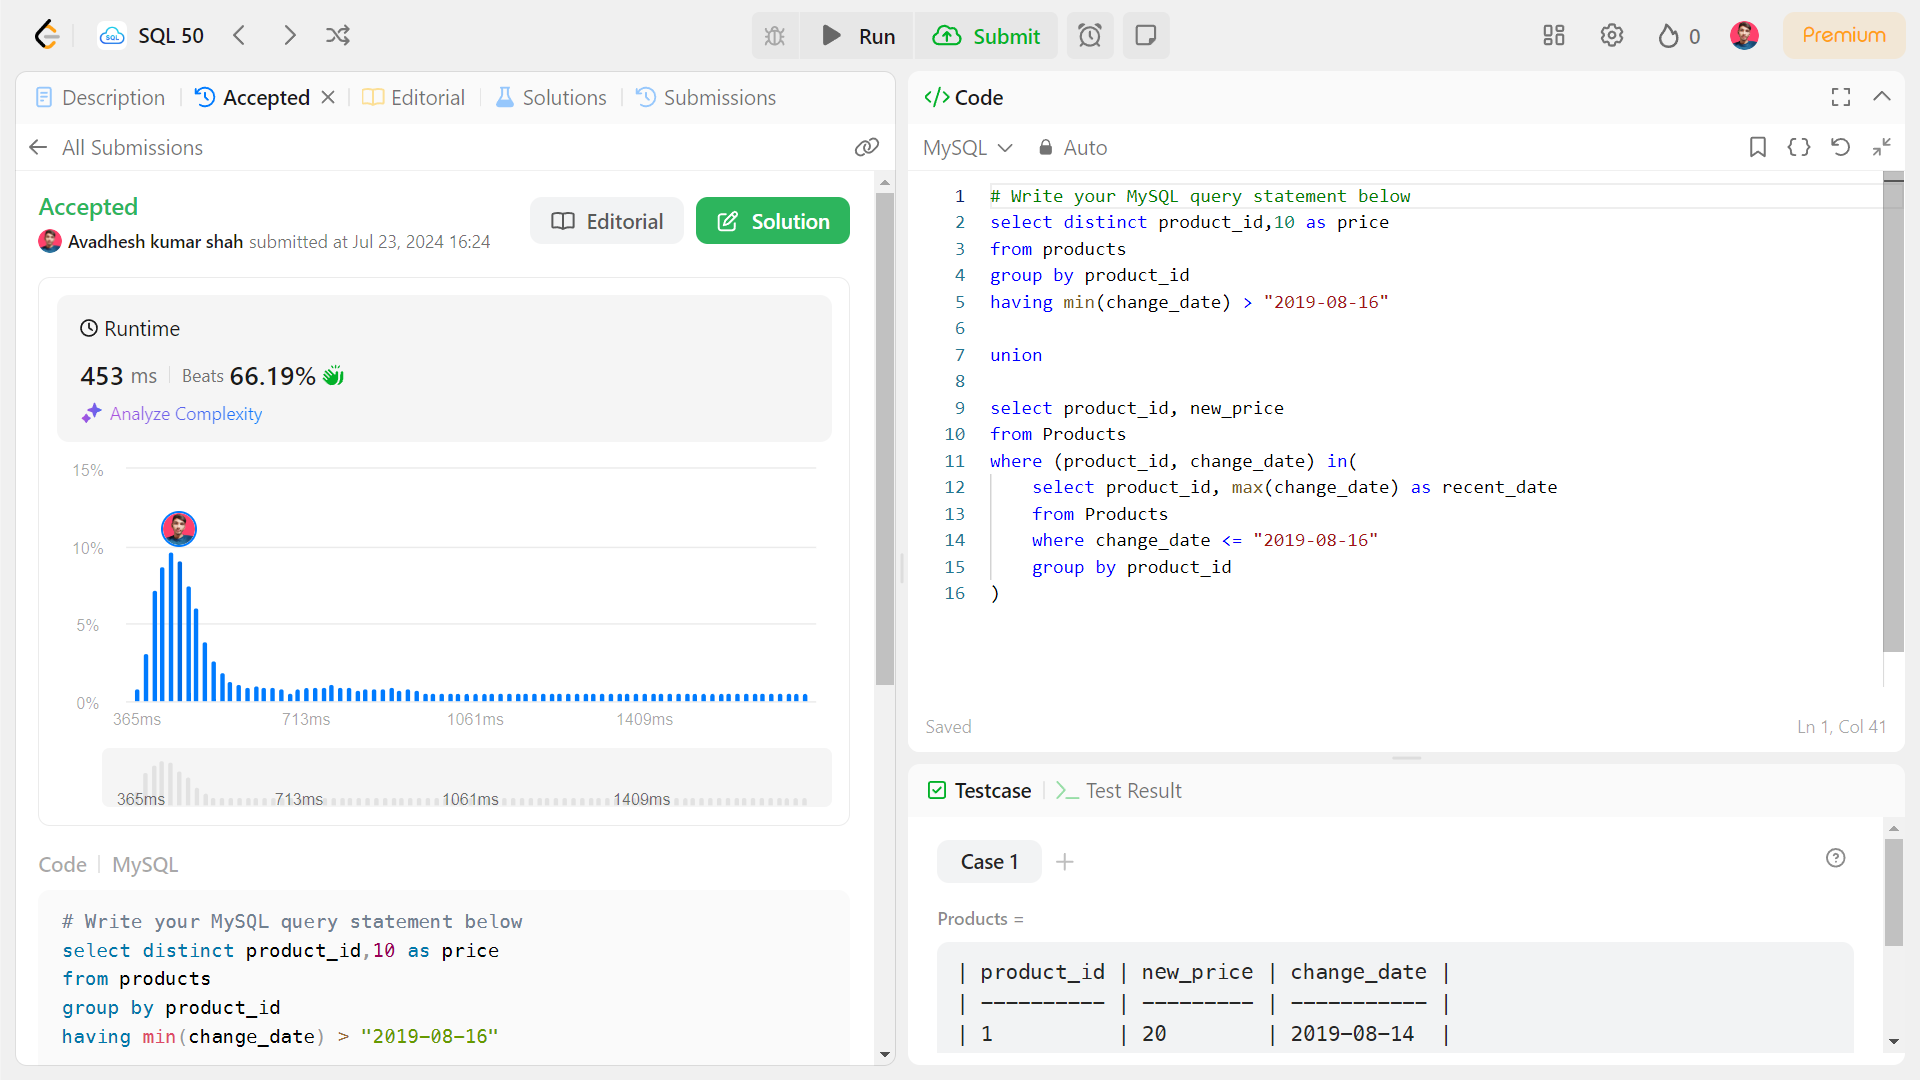 SQL 50
Run
Submit
0
Premium
Description
Accepted
Editorial
Solutions
Submissions
All Submissions
Accepted
Avadhesh kumar shah submitted at Jul 23, 2024 16:24
Editorial
Solution
Runtime
453 ms
Beats 66.19%
Analyze Complexity
15%
10%
5%
0%
365ms
713ms
1061ms
1409ms
365ms
713ms
1061ms
1409ms
Code
MySQL
# Write your MySQL query statement below
select distinct product_id,10 as price
from products
group by product_id
having min(change_date) > "2019-08-16"
</> Code
MySQL
Auto
1 # Write your MySQL query statement below
2 select distinct product_id,10 as price
3 from products
4 group by product_id
5 having min(change_date) > "2019-08-16"
6
7 union
8
9 select product_id, new_price
10 from Products
11 where (product_id, change_date) in(
12 select product_id, max(change_date) as recent_date
13 from Products
14 where change_date <= "2019-08-16"
15 group by product_id
16 )
Saved
Ln 1, Col 41
Testcase
Test Result
Case 1
Products =
| product_id | new_price | change_date |
| ---------- | --------- | ----------- |
| 1 | 20 | 2019-08-14 |